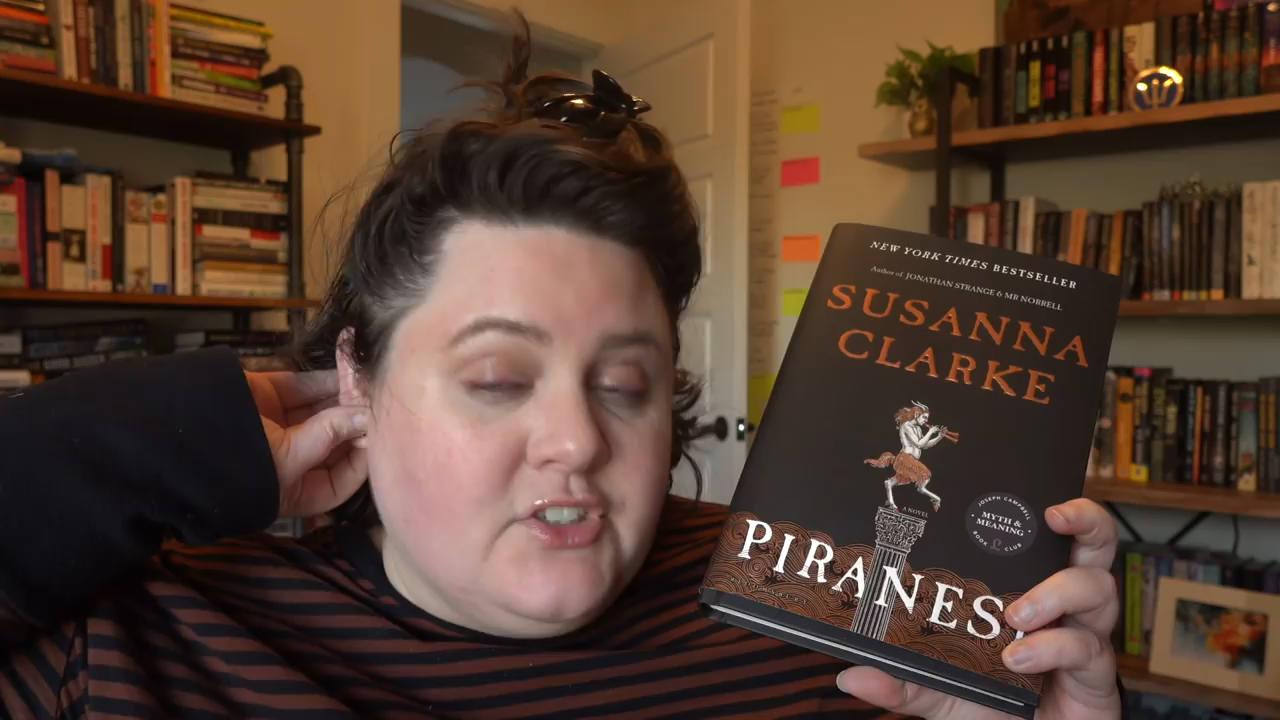 NEW YORK TIMES BESTSELLER
Author of JONATHAN STRANGE & MR NORRELL
SUSANNA
CLARKE
A NOVEL
JOSEPH CAMPBELL
MYTH &
MEANING
BOOK CLUB
PIRANES